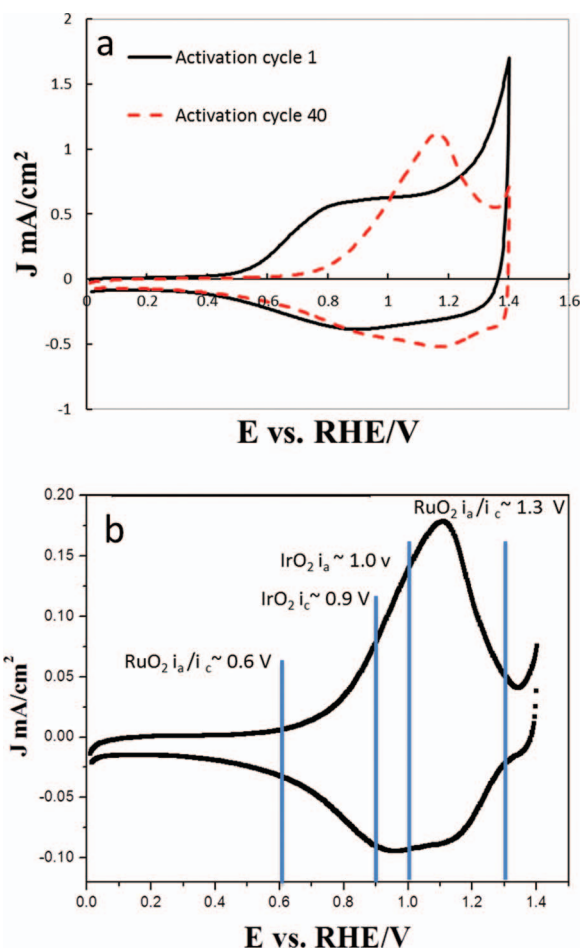 a
Activation cycle 1
Activation cycle 40
2
1.5
1
0.5
0
-0.5
-1
0 0.2 0.4 0.6 0.8 1 1.2 1.4 1.6
J mA/cm²
E vs. RHE/V
b
RuO₂ iₐ/i꜀~ 1.3 V
IrO₂ iₐ~ 1.0 v
IrO₂ i꜀~ 0.9 V
RuO₂ iₐ/i꜀~ 0.6 V
0.20
0.15
0.10
0.05
0.00
-0.05
-0.10
0.0 0.2 0.4 0.6 0.8 1.0 1.2 1.4
J mA/cm²
E vs. RHE/V